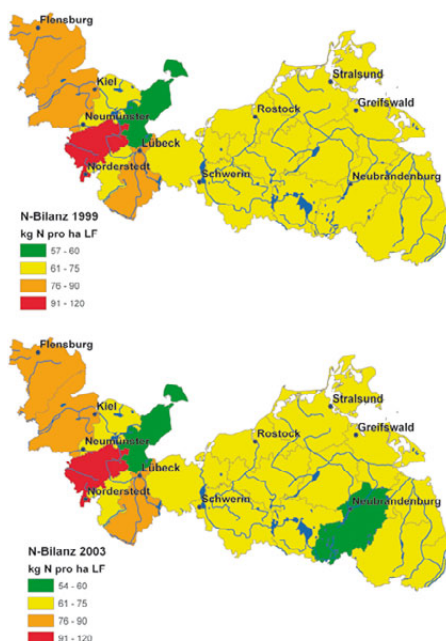 Flensburg
Kiel
Stralsund
Greifswald
Neumünster
Rostock
Lübeck
Norderstedt
Schwerin
Neubrandenburg
N-Bilanz 1999
kg N pro ha LF
57 - 60
61 - 75
76 - 90
91 - 120
Flensburg
Kiel
Stralsund
Greifswald
Neumünster
Rostock
Lübeck
Norderstedt
Schwerin
Neubrandenburg
N-Bilanz 2003
kg N pro ha LF
54 - 60
61 - 75
76 - 90
91 - 120